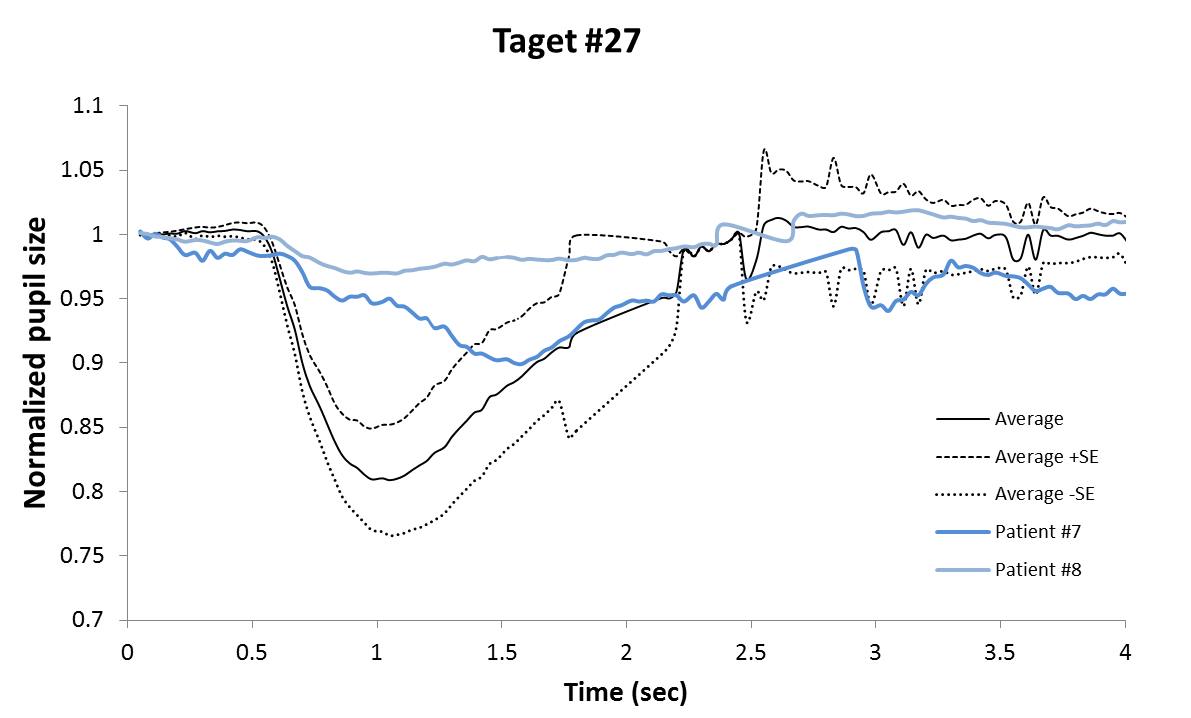 Taget #27
Normalized pupil size
1.1
1.05
1
0.95
0.9
0.85
0.8
0.75
0.7
0
0.5
1
1.5
2
2.5
3
3.5
4
Time (sec)
Average
Average +SE
Average -SE
Patient #7
Patient #8